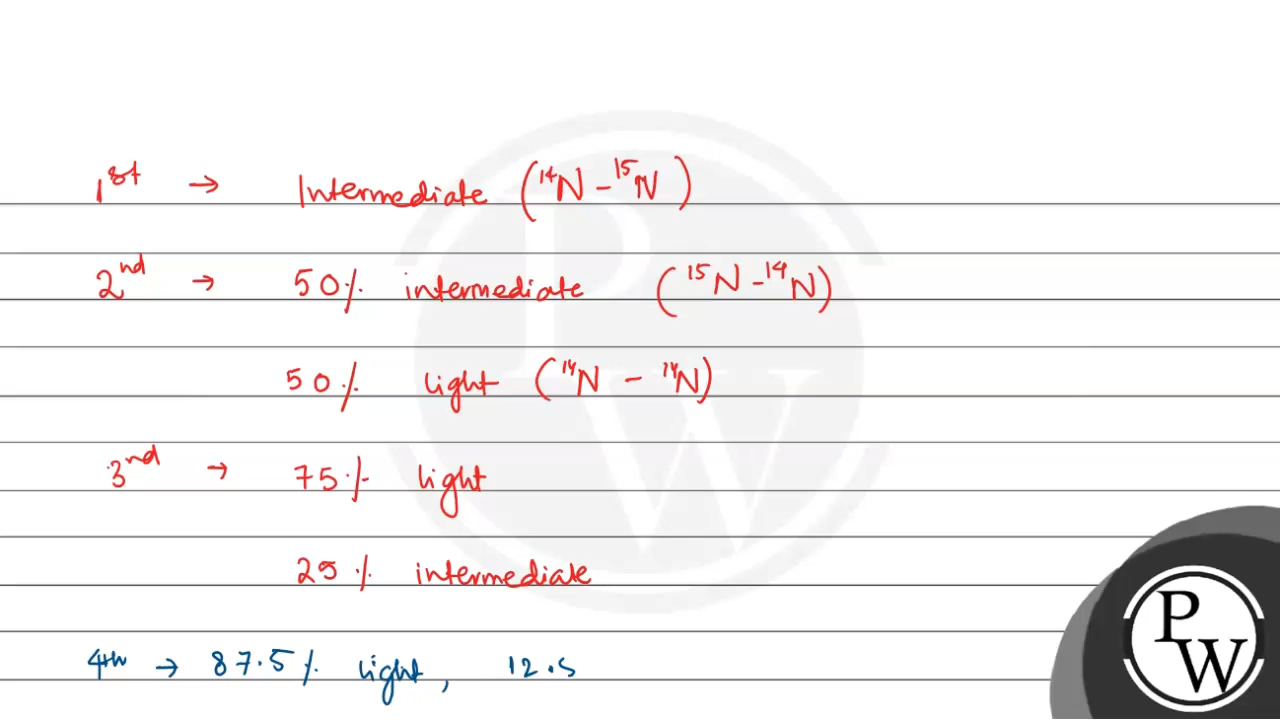 1st → Intermediate (¹⁴N - ¹⁵N)
2nd → 50% intermediate (¹⁵N - ¹⁴N)
50% light (¹⁴N - ¹⁴N)
3nd → 75% light
25% intermediate
4th → 87.5% light, 12.5
P
W